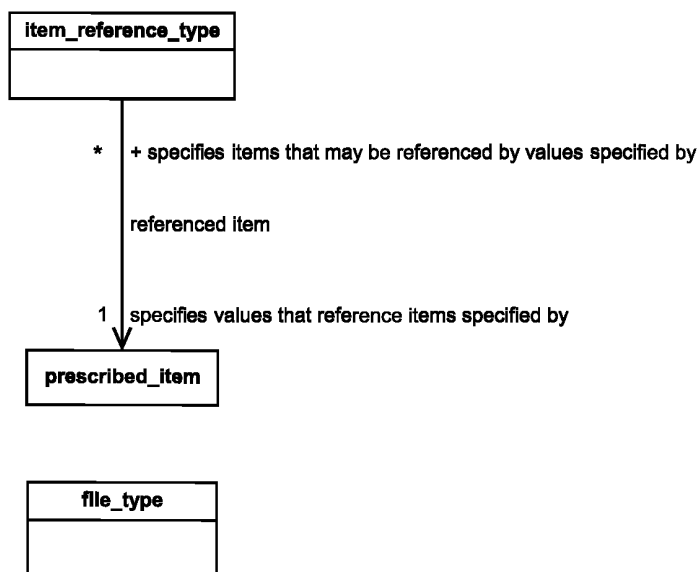 item_reference_type
* + specifies items that may be referenced by values specified by
referenced item
1 specifies values that reference items specified by
prescribed_item
file_type